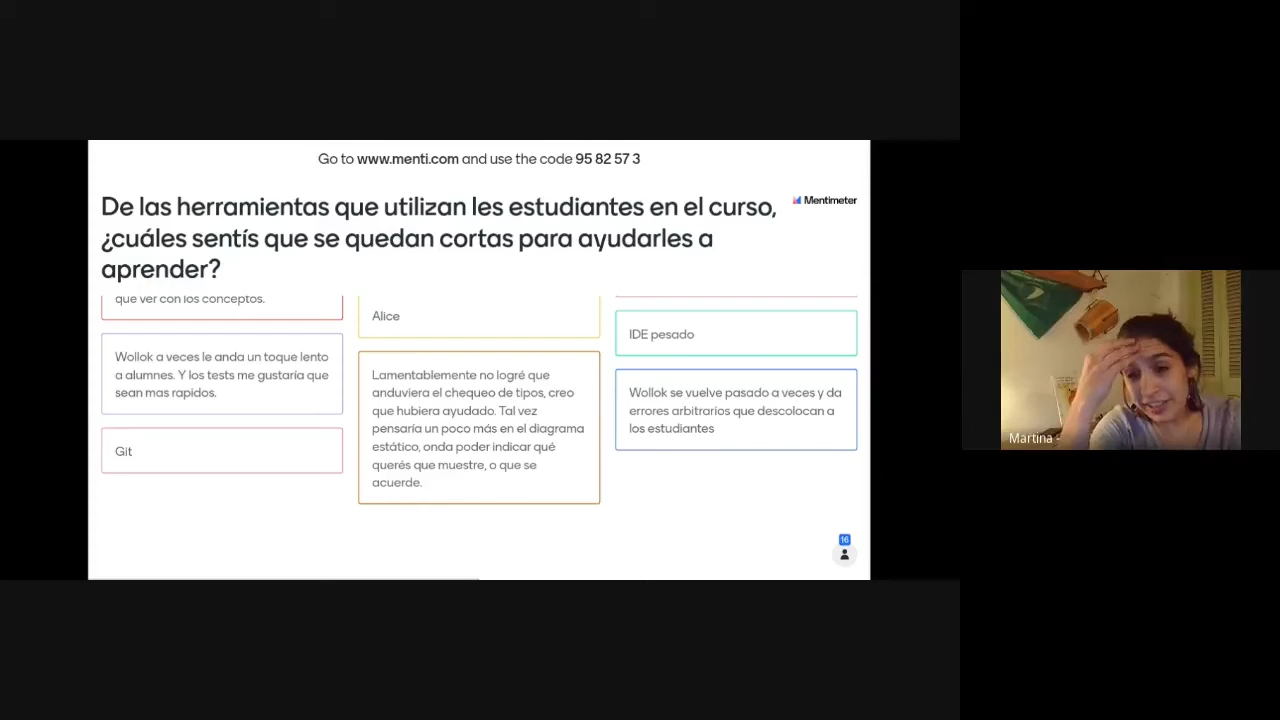 Go to www.menti.com and use the code 95 82 57 3
De las herramientas que utilizan les estudiantes en el curso,
¿cuáles sentís que se quedan cortas para ayudarles a
aprender?
Mentimeter
que ver con los conceptos.
Wollok a veces le anda un toque lento
a alumnes. Y los tests me gustaría que
sean mas rapidos.
Git
Alice
Lamentablemente no logré que
anduviera el chequeo de tipos, creo
que hubiera ayudado. Tal vez
pensaría un poco más en el diagrama
estático, onda poder indicar qué
querés que muestre, o que se
acuerde.
IDE pesado
Wollok se vuelve pasado a veces y da
errores arbitrarios que descolocan a
los estudiantes
16
Martina -